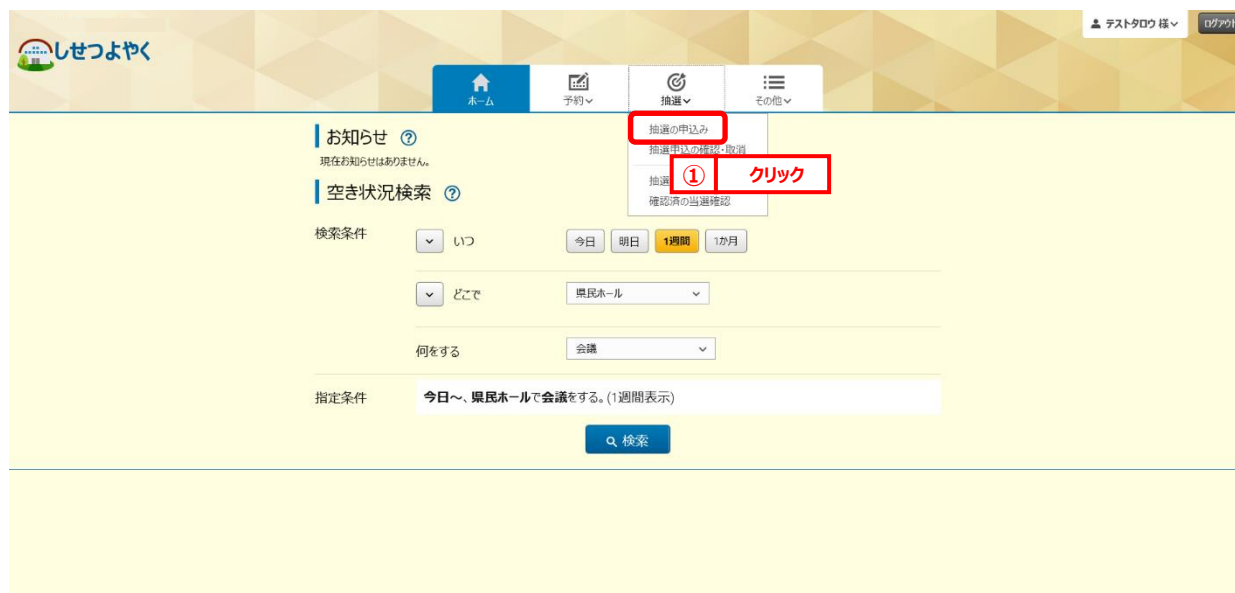 テストタロウ 様
ログアウト
しせつよやく
ホーム
予約
抽選
その他
お知らせ
現在お知らせはありません。
抽選の申込み
抽選申込の確認・取消
抽選
① クリック
確認済の当選確認
空き状況検索
検索条件
いつ
今日 明日 1週間 1か月
どこで
県民ホール
何をする
会議
指定条件
今日～、県民ホールで会議をする。(1週間表示)
検索